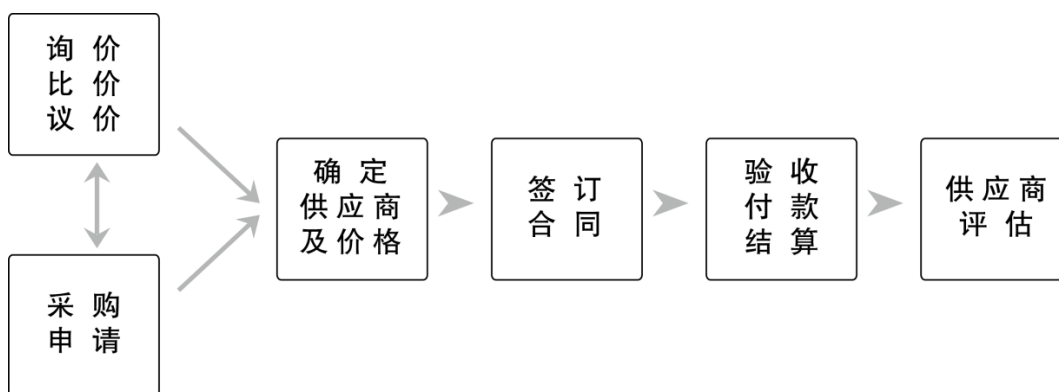 询价
比价
议价
采购
申请
确定
供应商
及价格
签订
合同
验收
付款
结算
供应商
评估